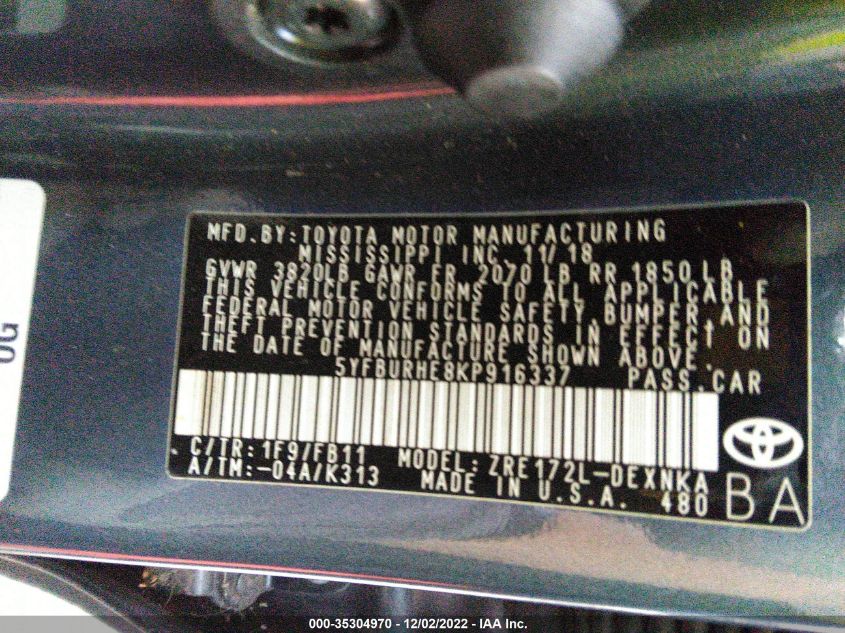 MFD.BY:TOYOTA MOTOR MANUFACTURING
MISSISSIPPI INC. 11/18
GVWR 3820LB GAWR FR 2070 LB RR 1850 LB
THIS VEHICLE CONFORMS TO ALL APPLICABLE
FEDERAL MOTOR VEHICLE SAFETY, BUMPER,AND
THEFT PREVENTION STANDARDS IN EFFECT ON
THE DATE OF MANUFACTURE SHOWN ABOVE.
5YFBURHE8KP916337 PASS.CAR
C/TR:1F9/FB11 MODEL:ZRE172L-DEXNKA
A/TM:-04A/K313 MADE IN U.S.A. 480
BA
OG
000-35304970 - 12/02/2022 - IAA Inc.